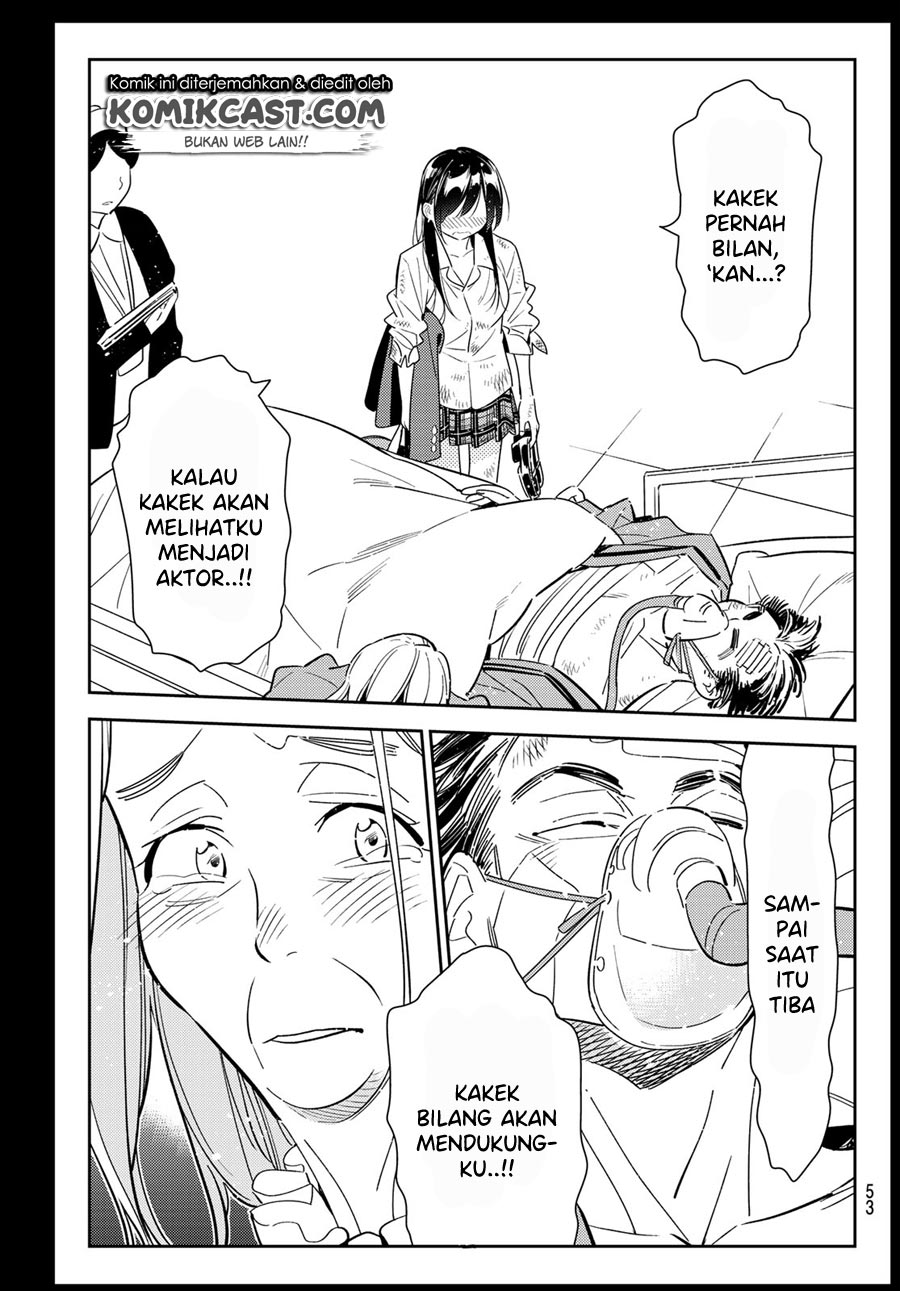 Komik ini diterjemahkan & diedit oleh
KOMIKCAST.COM
BUKAN WEB LAIN!!
KAKEK
PERNAH
BILAN,
'KAN...?
KALAU
KAKEK AKAN
MELIHATKU
MENJADI
AKTOR..!!
SAM-
PAI
SAAT
ITU
TIBA
KAKEK
BILANG AKAN
MENDUKUNG-
KU..!!
53